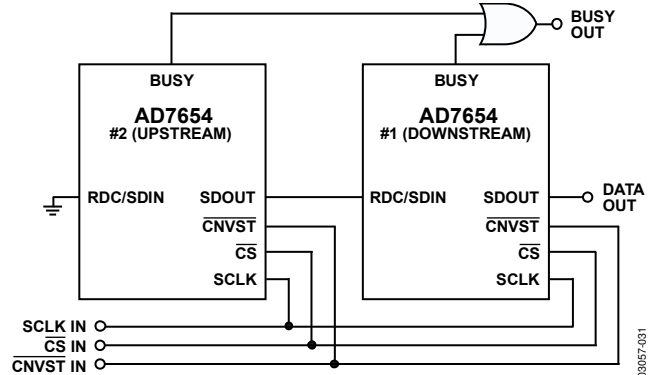 BUSY
OUT
BUSY
AD7654
#2 (UPSTREAM)
RDC/SDIN
SDOUT
CNVST
CS
SCLK
BUSY
AD7654
#1 (DOWNSTREAM)
RDC/SDIN
SDOUT
CNVST
CS
SCLK
DATA
OUT
SCLK IN
CS IN
CNVST IN
03057-031